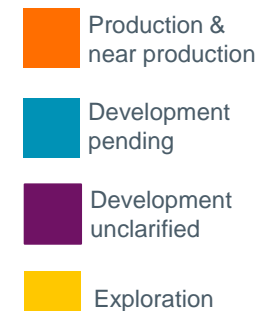 Production &
near production
Development
pending
Development
unclarified
Exploration